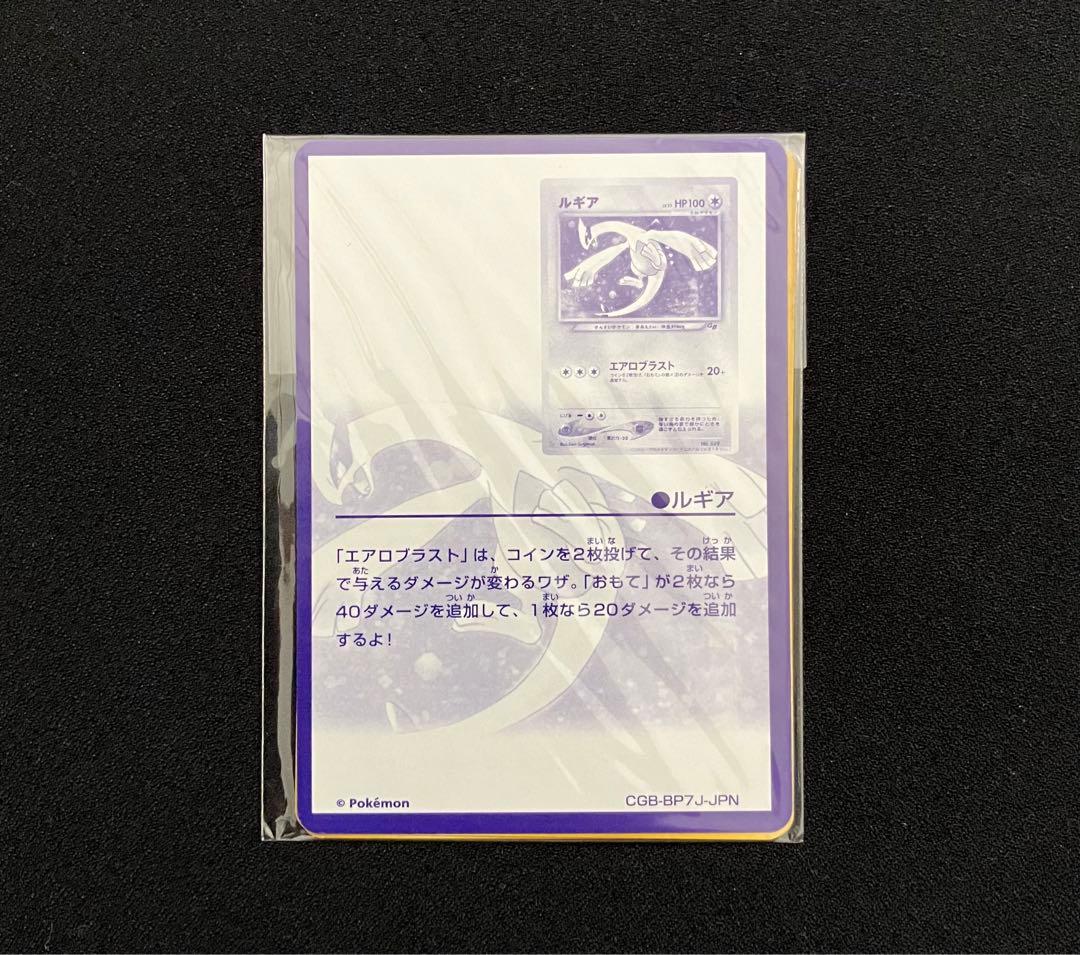 ルギア HP100
GB
エアロブラスト 20+
●ルギア
「エアロブラスト」は、コインを2枚投げて、その結果
で与えるダメージが変わるワザ。「おもて」が2枚なら
40ダメージを追加して、1枚なら20ダメージを追加
するよ！
© Pokémon CGB-BP7J-JPN